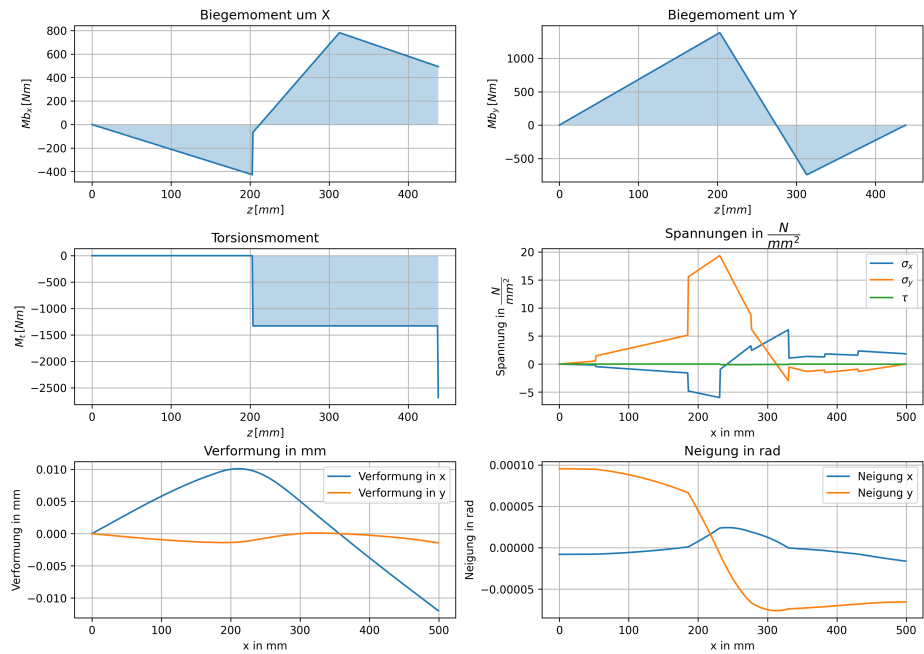 Biegemoment um X
Mb_x [Nm]
800
600
400
200
0
−200
−400
0 100 200 300 400
z [mm]
Biegemoment um Y
Mb_y [Nm]
1000
500
0
−500
0 100 200 300 400
z [mm]
Torsionsmoment
M_t [Nm]
0
−500
−1000
−1500
−2000
−2500
0 100 200 300 400
z [mm]
Spannungen in N/mm²
Spannung in N/mm²
20
15
10
5
0
−5
σ_x
σ_y
τ
0 100 200 300 400 500
x in mm
Verformung in mm
Verformung in mm
0.010
0.005
0.000
−0.005
−0.010
Verformung in x
Verformung in y
0 100 200 300 400 500
x in mm
Neigung in rad
Neigung in rad
0.00010
0.00005
0.00000
−0.00005
Neigung x
Neigung y
0 100 200 300 400 500
x in mm